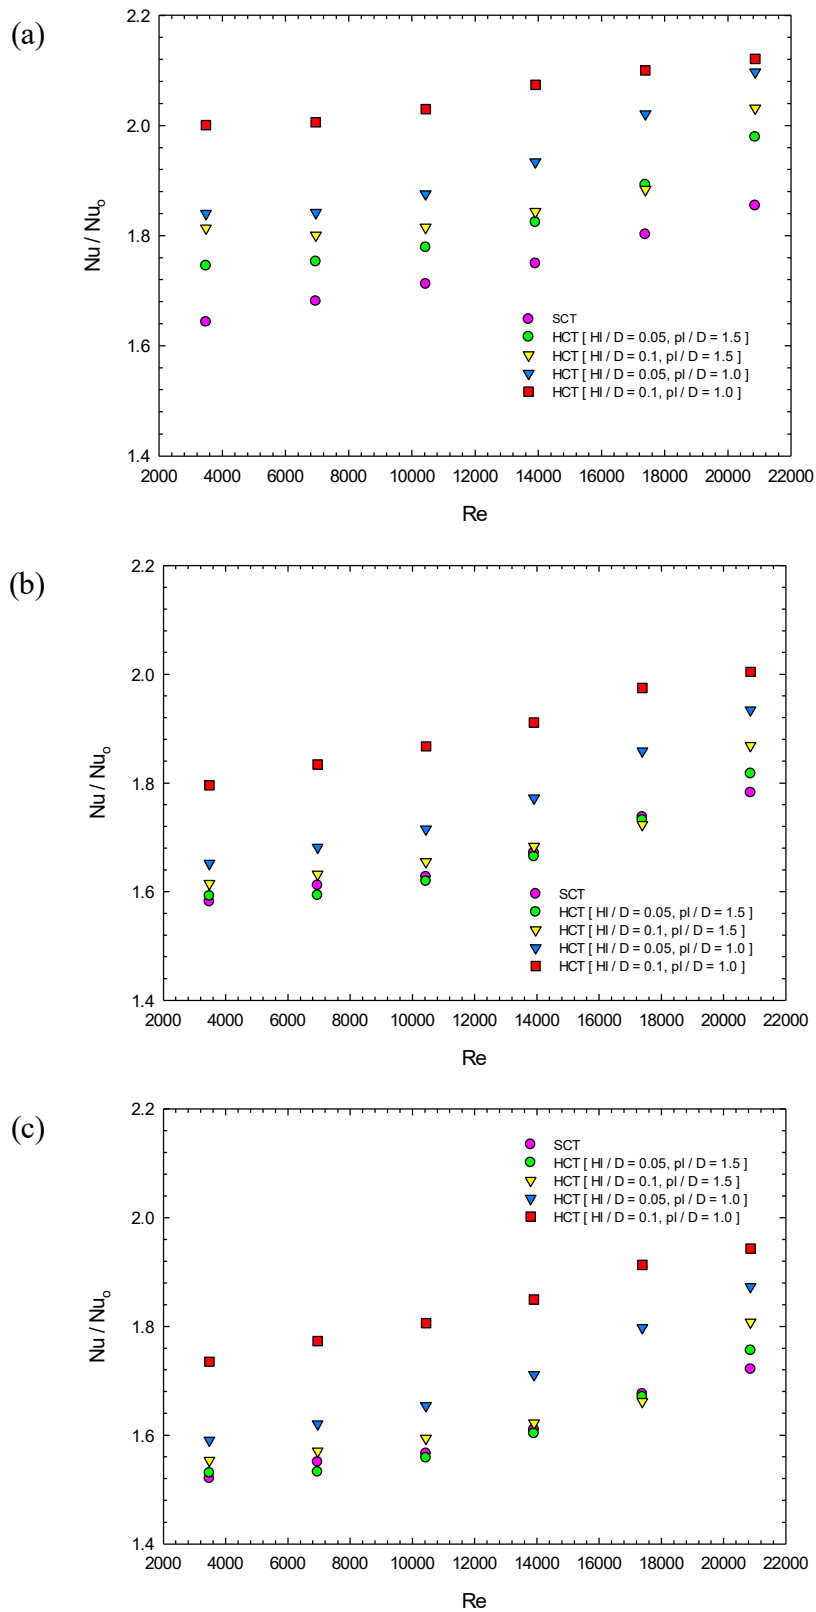 (a)
2.2
2.0
1.8
1.6
1.4
Nu / Nuo
SCT
HCT [ Hl / D = 0.05, pl / D = 1.5 ]
HCT [ Hl / D = 0.1, pl / D = 1.5 ]
HCT [ Hl / D = 0.05, pl / D = 1.0 ]
HCT [ Hl / D = 0.1, pl / D = 1.0 ]
2000 4000 6000 8000 10000 12000 14000 16000 18000 20000 22000
Re
(b)
2.2
2.0
1.8
1.6
1.4
Nu / Nuo
SCT
HCT [ Hl / D = 0.05, pl / D = 1.5 ]
HCT [ Hl / D = 0.1, pl / D = 1.5 ]
HCT [ Hl / D = 0.05, pl / D = 1.0 ]
HCT [ Hl / D = 0.1, pl / D = 1.0 ]
2000 4000 6000 8000 10000 12000 14000 16000 18000 20000 22000
Re
(c)
2.2
2.0
1.8
1.6
1.4
Nu / Nuo
SCT
HCT [ Hl / D = 0.05, pl / D = 1.5 ]
HCT [ Hl / D = 0.1, pl / D = 1.5 ]
HCT [ Hl / D = 0.05, pl / D = 1.0 ]
HCT [ Hl / D = 0.1, pl / D = 1.0 ]
2000 4000 6000 8000 10000 12000 14000 16000 18000 20000 22000
Re